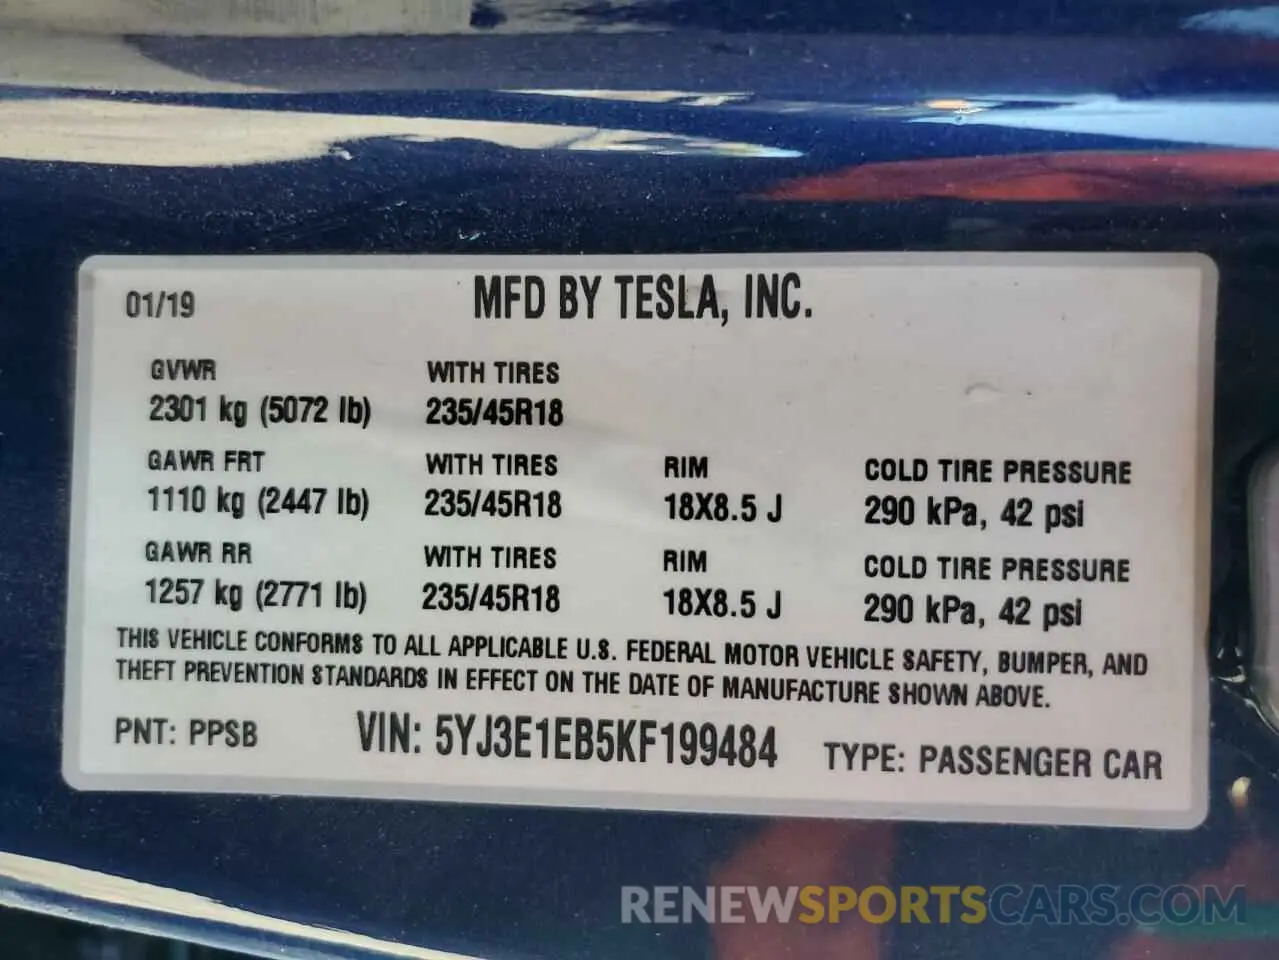 01/19 MFD BY TESLA, INC.
GVWR WITH TIRES
2301 kg (5072 lb) 235/45R18
GAWR FRT WITH TIRES RIM COLD TIRE PRESSURE
1110 kg (2447 lb) 235/45R18 18X8.5 J 290 kPa, 42 psi
GAWR RR WITH TIRES RIM COLD TIRE PRESSURE
1257 kg (2771 lb) 235/45R18 18X8.5 J 290 kPa, 42 psi
THIS VEHICLE CONFORMS TO ALL APPLICABLE U.S. FEDERAL MOTOR VEHICLE SAFETY, BUMPER, AND
THEFT PREVENTION STANDARDS IN EFFECT ON THE DATE OF MANUFACTURE SHOWN ABOVE.
PNT: PPSB VIN: 5YJ3E1EB5KF199484 TYPE: PASSENGER CAR
RENEWSPORTSCARS.COM